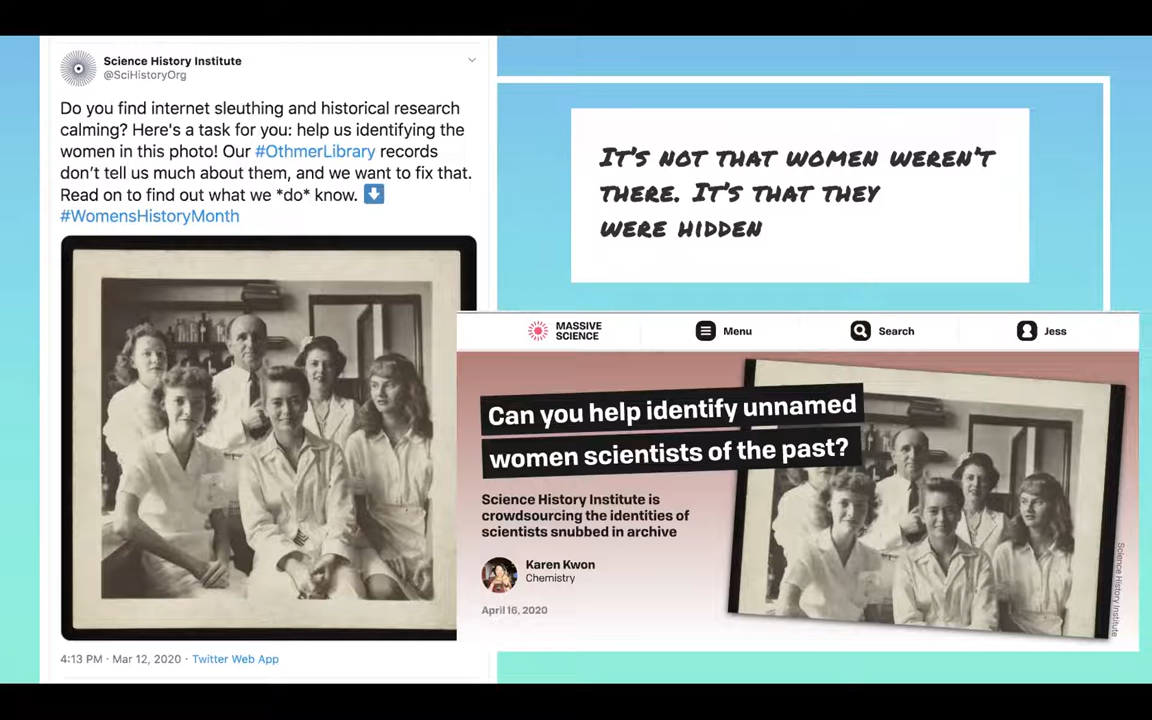 Science History Institute
@SciHistoryOrg
Do you find internet sleuthing and historical research
calming? Here's a task for you: help us identifying the
women in this photo! Our #OthmerLibrary records
don't tell us much about them, and we want to fix that.
Read on to find out what we *do* know. ⬇️
#WomensHistoryMonth
4:13 PM · Mar 12, 2020 · Twitter Web App
IT'S NOT THAT WOMEN WEREN'T
THERE. IT'S THAT THEY
WERE HIDDEN
MASSIVE
SCIENCE
Menu
Search
Jess
Can you help identify unnamed
women scientists of the past?
Science History Institute is
crowdsourcing the identities of
scientists snubbed in archive
Karen Kwon
Chemistry
April 16, 2020
Science History Institute